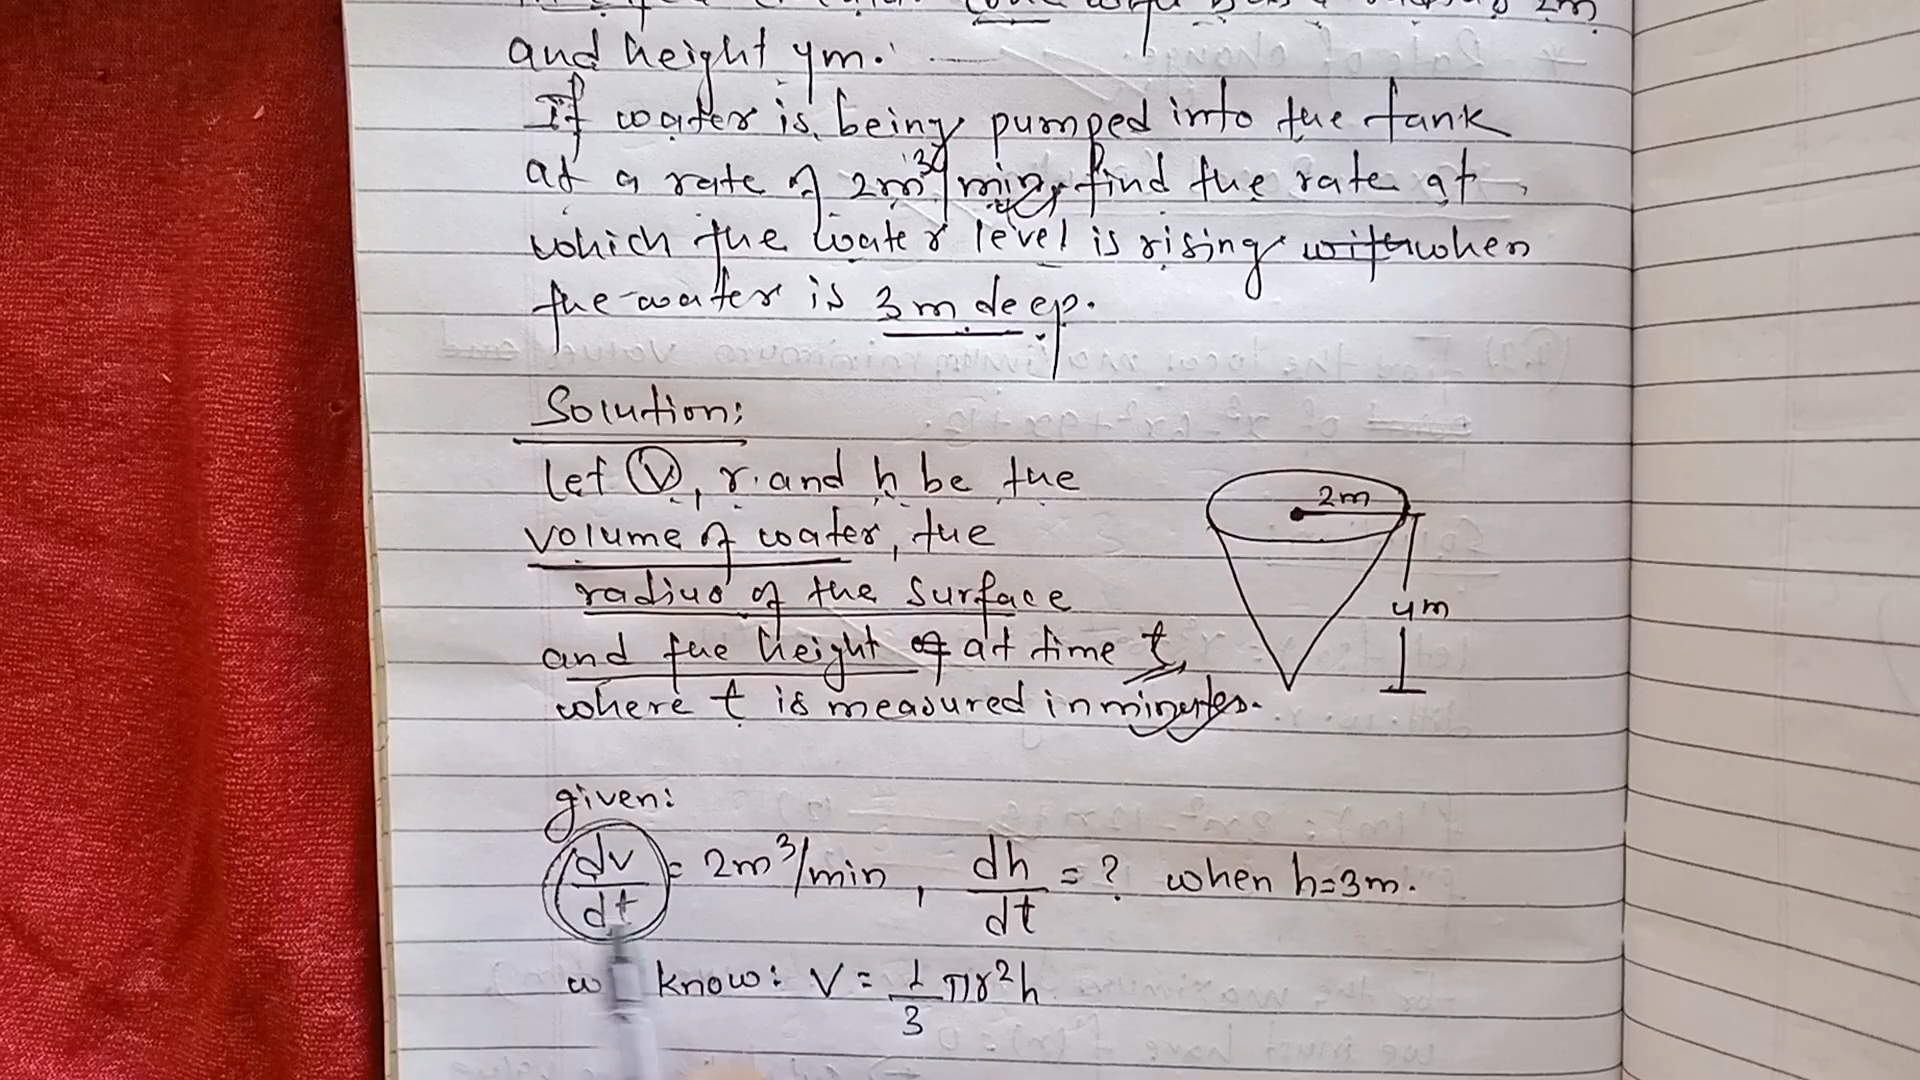 and height 4m.
If water is being pumped into the tank
at a rate of 2m³/min, find the rate at
which the water level is rising when
the water is 3m deep.
Solution:
let V, r and h be the
volume of water, the
radius of the surface
and the height at time t,
where t is measured in minutes.
2m
4m
given:
dv/dt = 2m³/min, dh/dt = ? when h=3m.
know: V = 1/3 πr²h